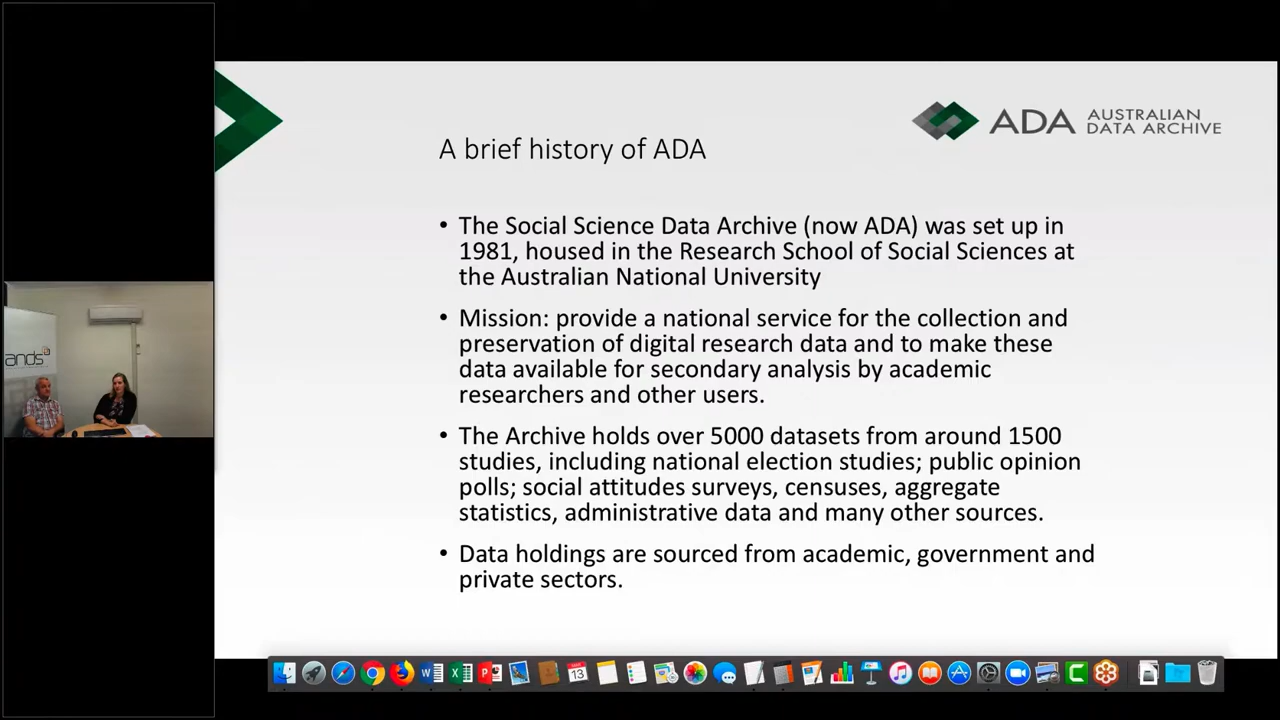 ADA AUSTRALIAN
DATA ARCHIVE
A brief history of ADA
• The Social Science Data Archive (now ADA) was set up in
1981, housed in the Research School of Social Sciences at
the Australian National University
• Mission: provide a national service for the collection and
preservation of digital research data and to make these
data available for secondary analysis by academic
researchers and other users.
• The Archive holds over 5000 datasets from around 1500
studies, including national election studies; public opinion
polls; social attitudes surveys, censuses, aggregate
statistics, administrative data and many other sources.
• Data holdings are sourced from academic, government and
private sectors.
ands
13